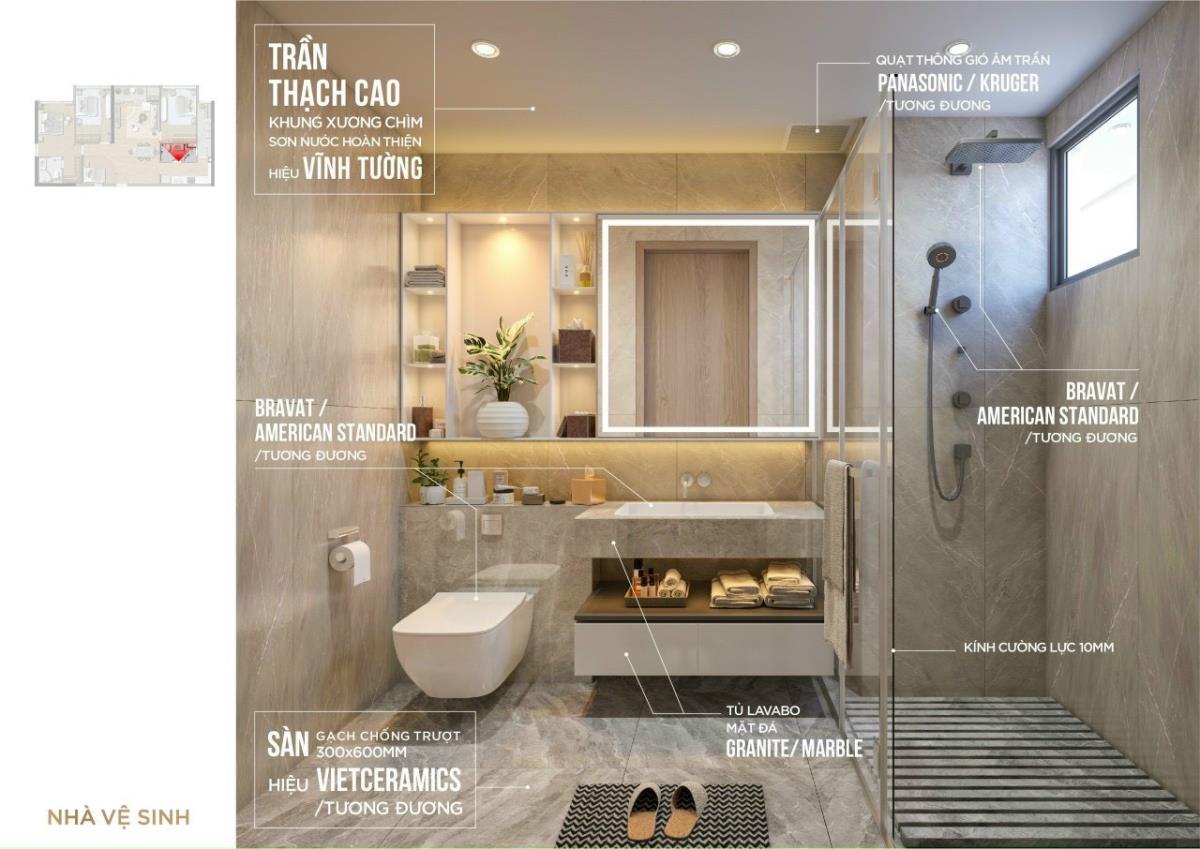 TRẦN
THẠCH CAO
KHUNG XƯƠNG CHÌM
SƠN NƯỚC HOÀN THIỆN
HIỆU VĨNH TƯỜNG
QUẠT THÔNG GIÓ ÂM TRẦN
PANASONIC / KRUGER
/TƯƠNG ĐƯƠNG
BRAVAT /
AMERICAN STANDARD
/TƯƠNG ĐƯƠNG
BRAVAT /
AMERICAN STANDARD
/TƯƠNG ĐƯƠNG
KÍNH CƯỜNG LỰC 10MM
TỦ LAVABO
MẶT ĐÁ
GRANITE/ MARBLE
SÀN GẠCH CHỐNG TRƯỢT
300x600MM
HIỆU VIETCERAMICS
/TƯƠNG ĐƯƠNG
NHÀ VỆ SINH